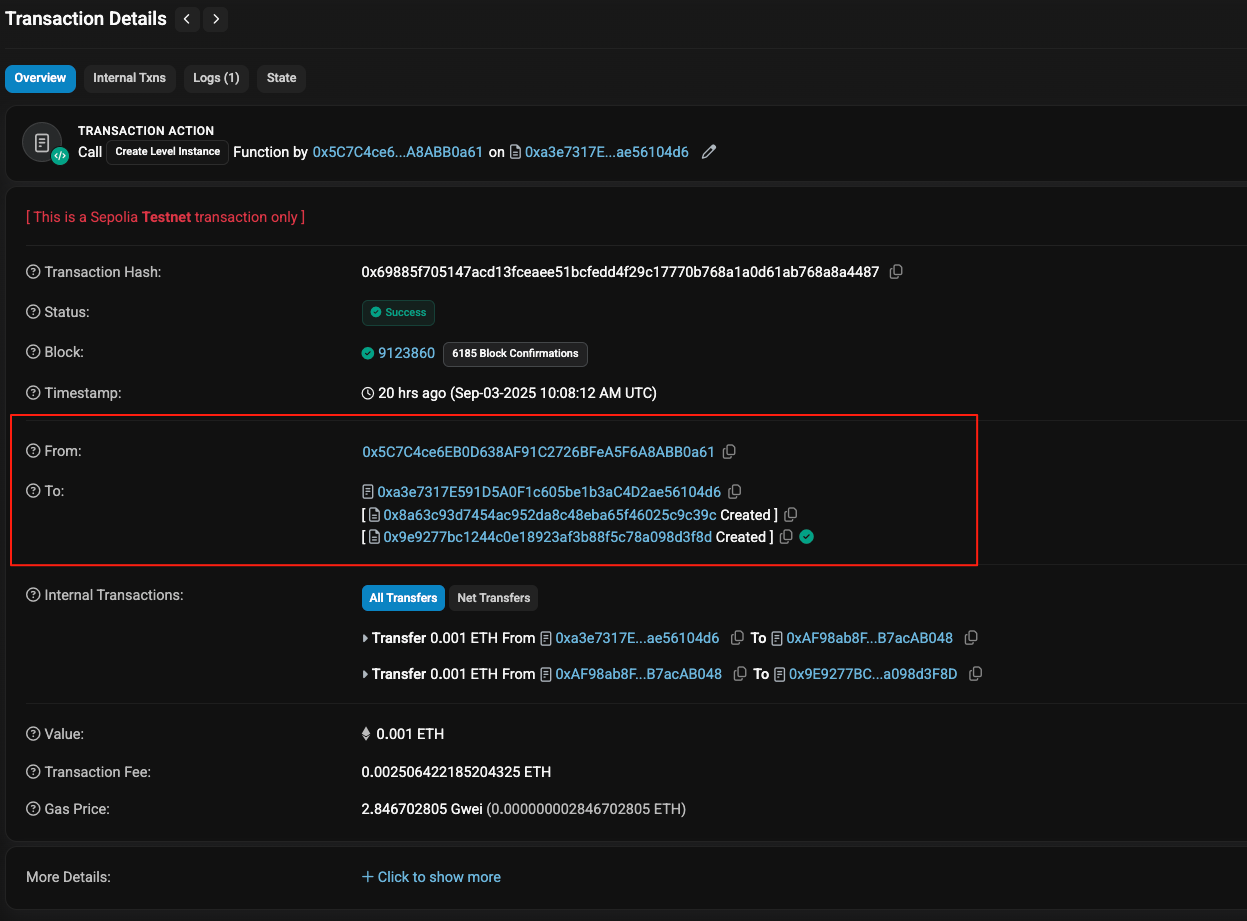 Transaction Details
Overview Internal Txns Logs (1) State
TRANSACTION ACTION
Call Create Level Instance Function by 0x5C7C4ce6...A8ABB0a61 on 0xa3e7317E...ae56104d6
[ This is a Sepolia Testnet transaction only ]
Transaction Hash: 0x69885f705147acd13fceaee51bcfedd4f29c17770b768a1a0d61ab768a8a4487
Status: Success
Block: 9123860 6185 Block Confirmations
Timestamp: 20 hrs ago (Sep-03-2025 10:08:12 AM UTC)
From: 0x5C7C4ce6EB0D638AF91C2726BFeA5F6A8ABB0a61
To: 0xa3e7317E591D5A0F1c605be1b3aC4D2ae56104d6
[ 0x8a63c93d7454ac952da8c48eba65f46025c9c39c Created ]
[ 0x9e9277bc1244c0e18923af3b88f5c78a098d3f8d Created ]
Internal Transactions: All Transfers Net Transfers
Transfer 0.001 ETH From 0xa3e7317E...ae56104d6 To 0xAF98ab8F...B7acAB048
Transfer 0.001 ETH From 0xAF98ab8F...B7acAB048 To 0x9E9277BC...a098d3F8D
Value: 0.001 ETH
Transaction Fee: 0.002506422185204325 ETH
Gas Price: 2.846702805 Gwei (0.000000002846702805 ETH)
More Details: + Click to show more